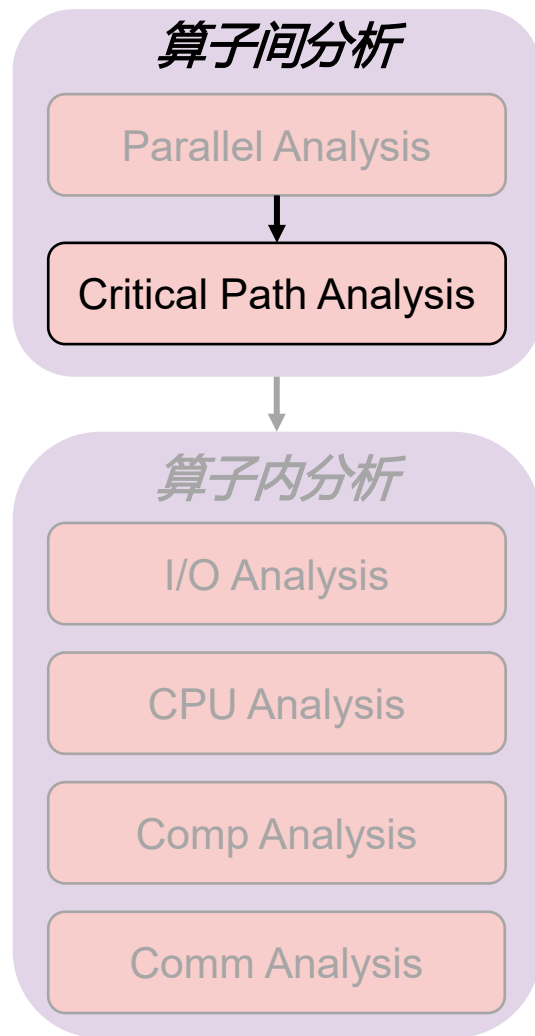 算子间分析
Parallel Analysis
Critical Path Analysis
算子内分析
I/O Analysis
CPU Analysis
Comp Analysis
Comm Analysis